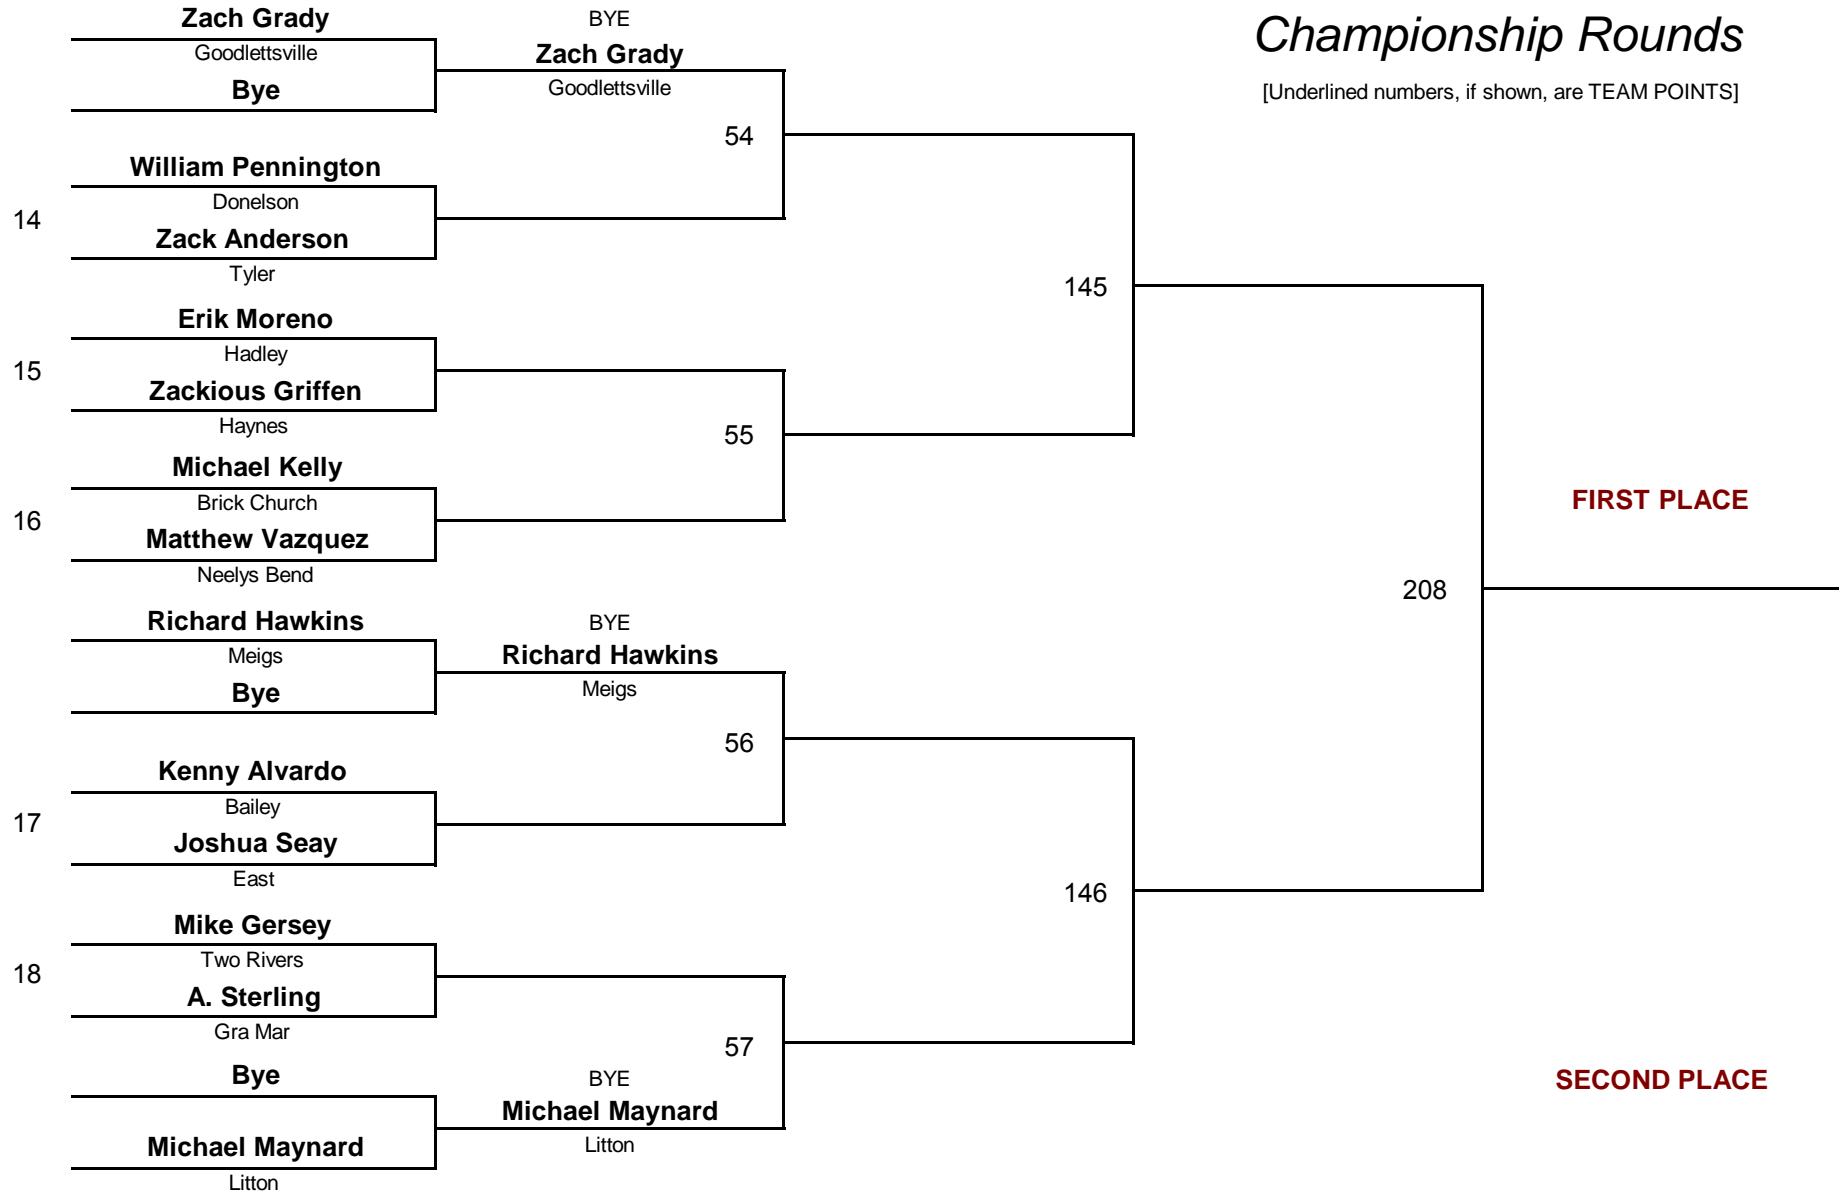 Championship Rounds
[Underlined numbers, if shown, are TEAM POINTS]
Zach Grady
Goodlettsville
Bye
14
William Pennington
Donelson
Zack Anderson
Tyler
15
Erik Moreno
Hadley
Zackious Griffen
Haynes
16
Michael Kelly
Brick Church
Matthew Vazquez
Neelys Bend
Richard Hawkins
Meigs
Bye
17
Kenny Alvardo
Bailey
Joshua Seay
East
18
Mike Gersey
Two Rivers
A. Sterling
Gra Mar
Bye
Michael Maynard
Litton
BYE
Zach Grady
Goodlettsville
54
55
BYE
Richard Hawkins
Meigs
56
57
BYE
Michael Maynard
Litton
145
146
208
FIRST PLACE
SECOND PLACE